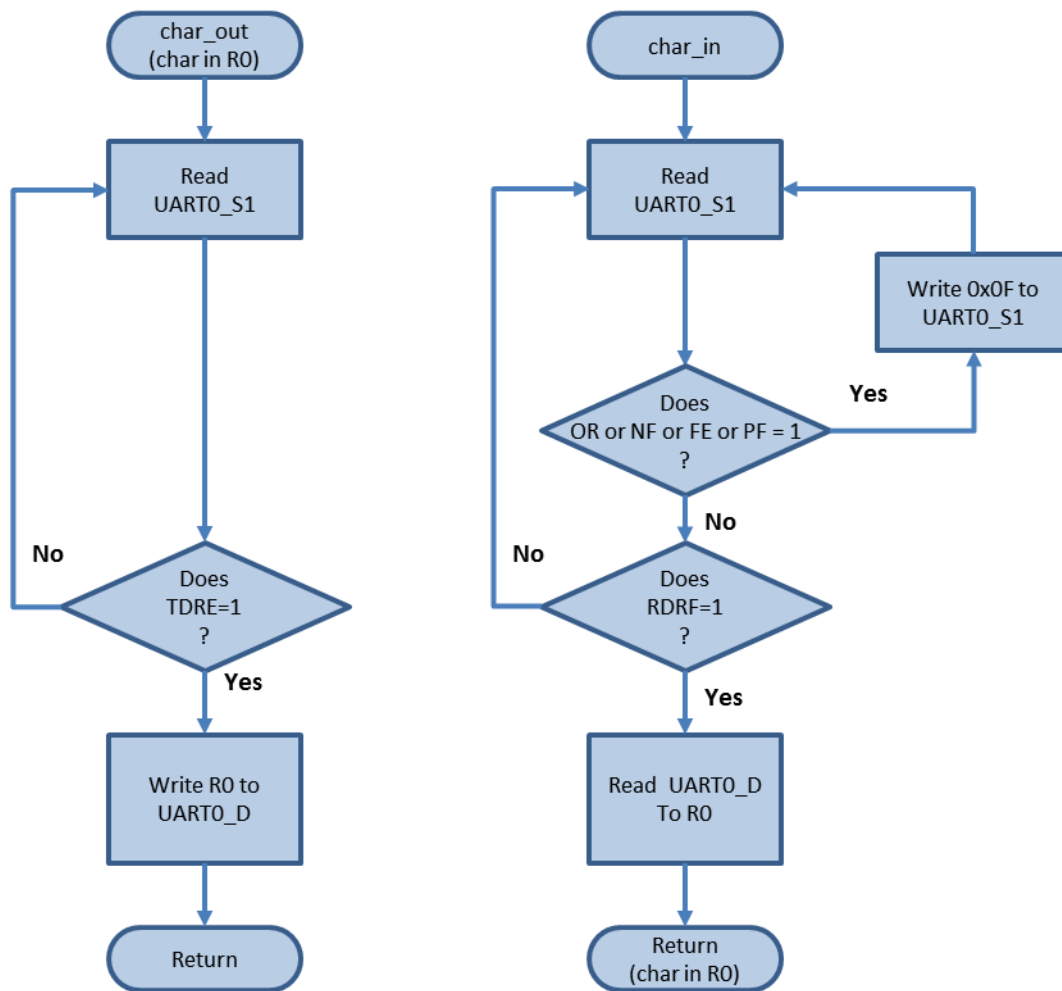 char_out
(char in R0)
Read
UART0_S1
No
Does
TDRE=1
?
Yes
Write R0 to
UART0_D
Return
char_in
Read
UART0_S1
Write 0x0F to
UART0_S1
Yes
Does
OR or NF or FE or PF = 1
?
No
No
Does
RDRF=1
?
Yes
Read UART0_D
To R0
Return
(char in R0)